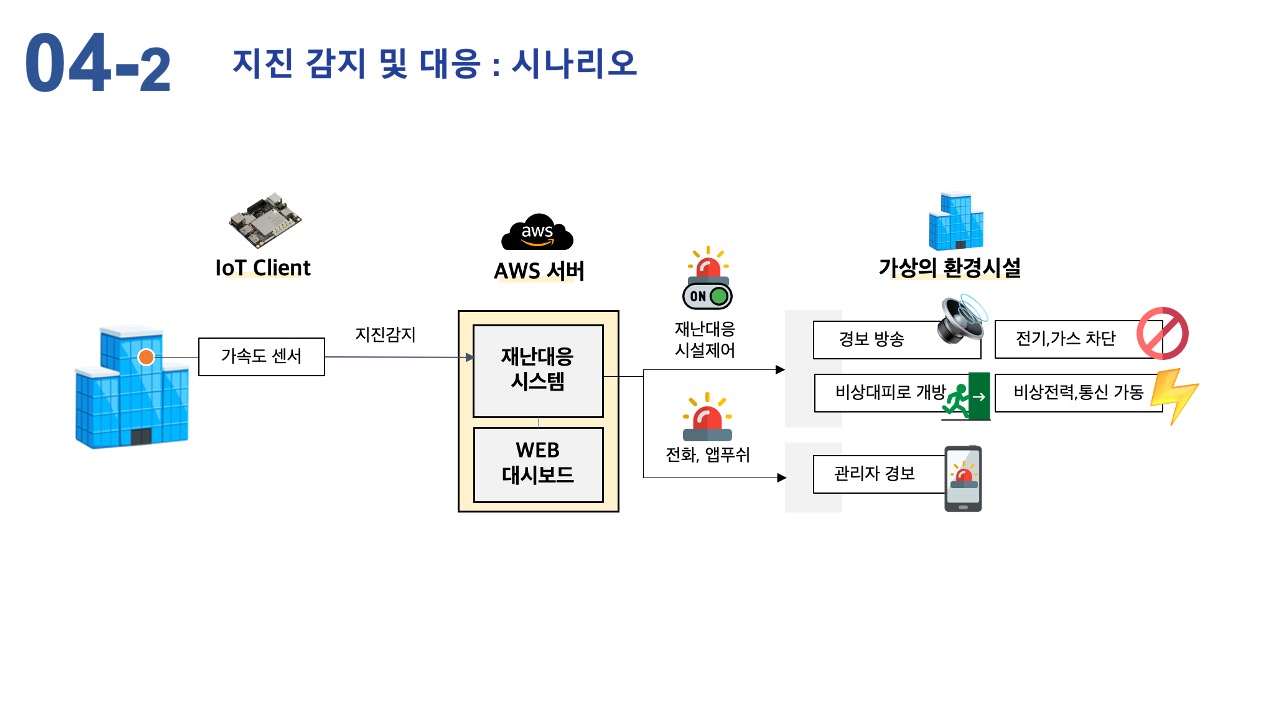 04-2
지진 감지 및 대응 : 시나리오
IoT Client
aws
AWS 서버
가상의 환경시설
가속도 센서
지진감지
재난대응
시스템
WEB
대시보드
ON
재난대응
시설제어
전화, 앱푸쉬
경보 방송
전기,가스 차단
비상대피로 개방
비상전력,통신 가동
관리자 경보